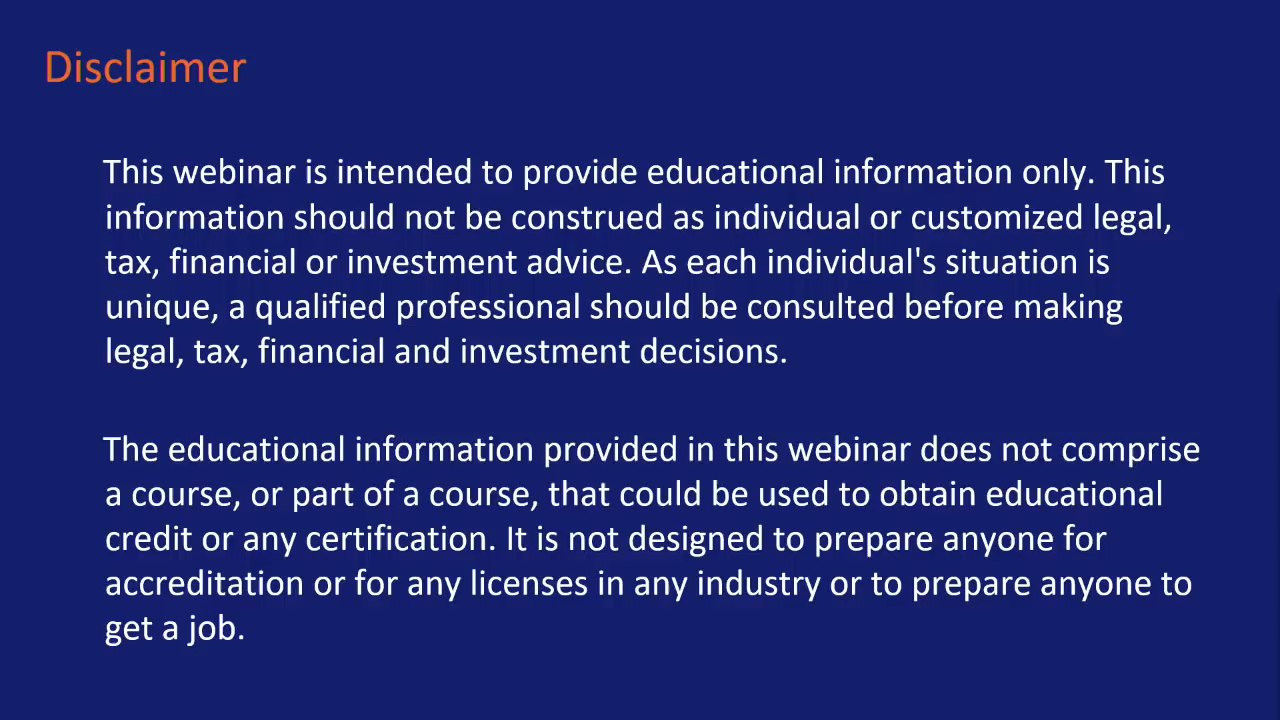 Disclaimer
This webinar is intended to provide educational information only. This
information should not be construed as individual or customized legal,
tax, financial or investment advice. As each individual's situation is
unique, a qualified professional should be consulted before making
legal, tax, financial and investment decisions.
The educational information provided in this webinar does not comprise
a course, or part of a course, that could be used to obtain educational
credit or any certification. It is not designed to prepare anyone for
accreditation or for any licenses in any industry or to prepare anyone to
get a job.